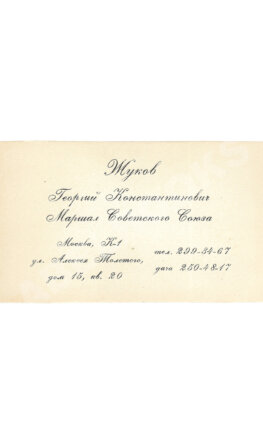 Жуков
Георгий Константинович
Маршал Советского Союза
Москва, К-1
ул. Алексея Толстого,
дом 15, кв. 20
тел. 299-34-67
дача 250-48-17